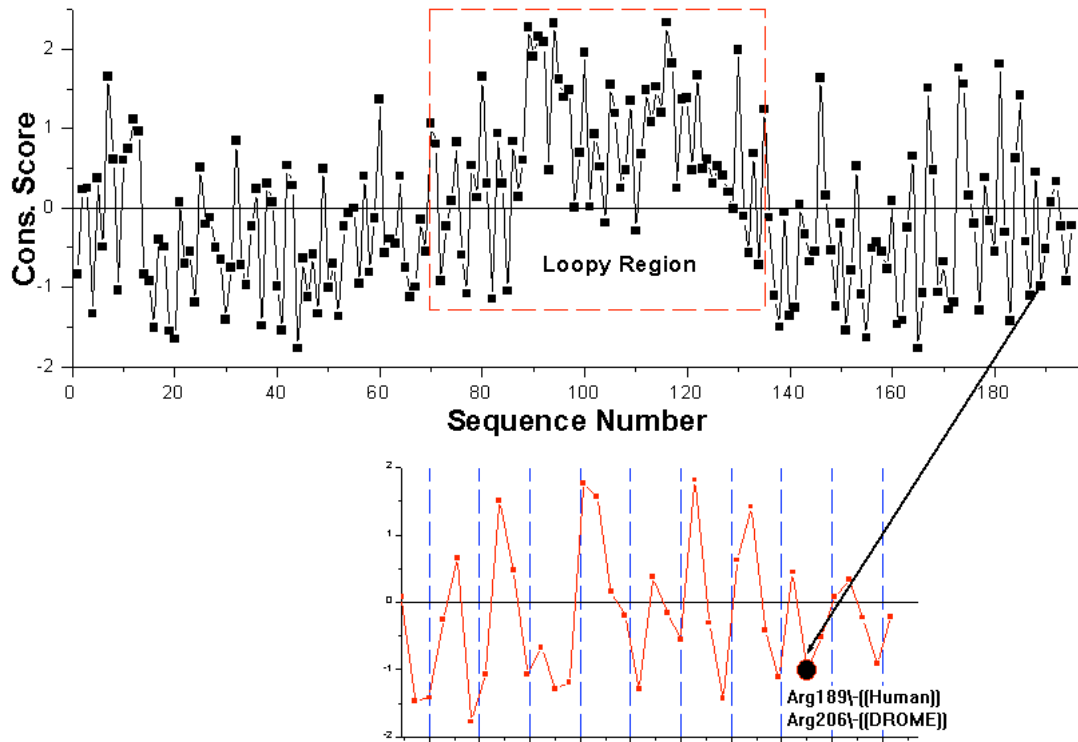 2
1
0
-1
-2
Cons. Score
Loopy Region
0 20 40 60 80 100 120 140 160 180
Sequence Number
2
1
0
-1
-2
Arg189\-[(Human)]
Arg206\-[(DROME)]